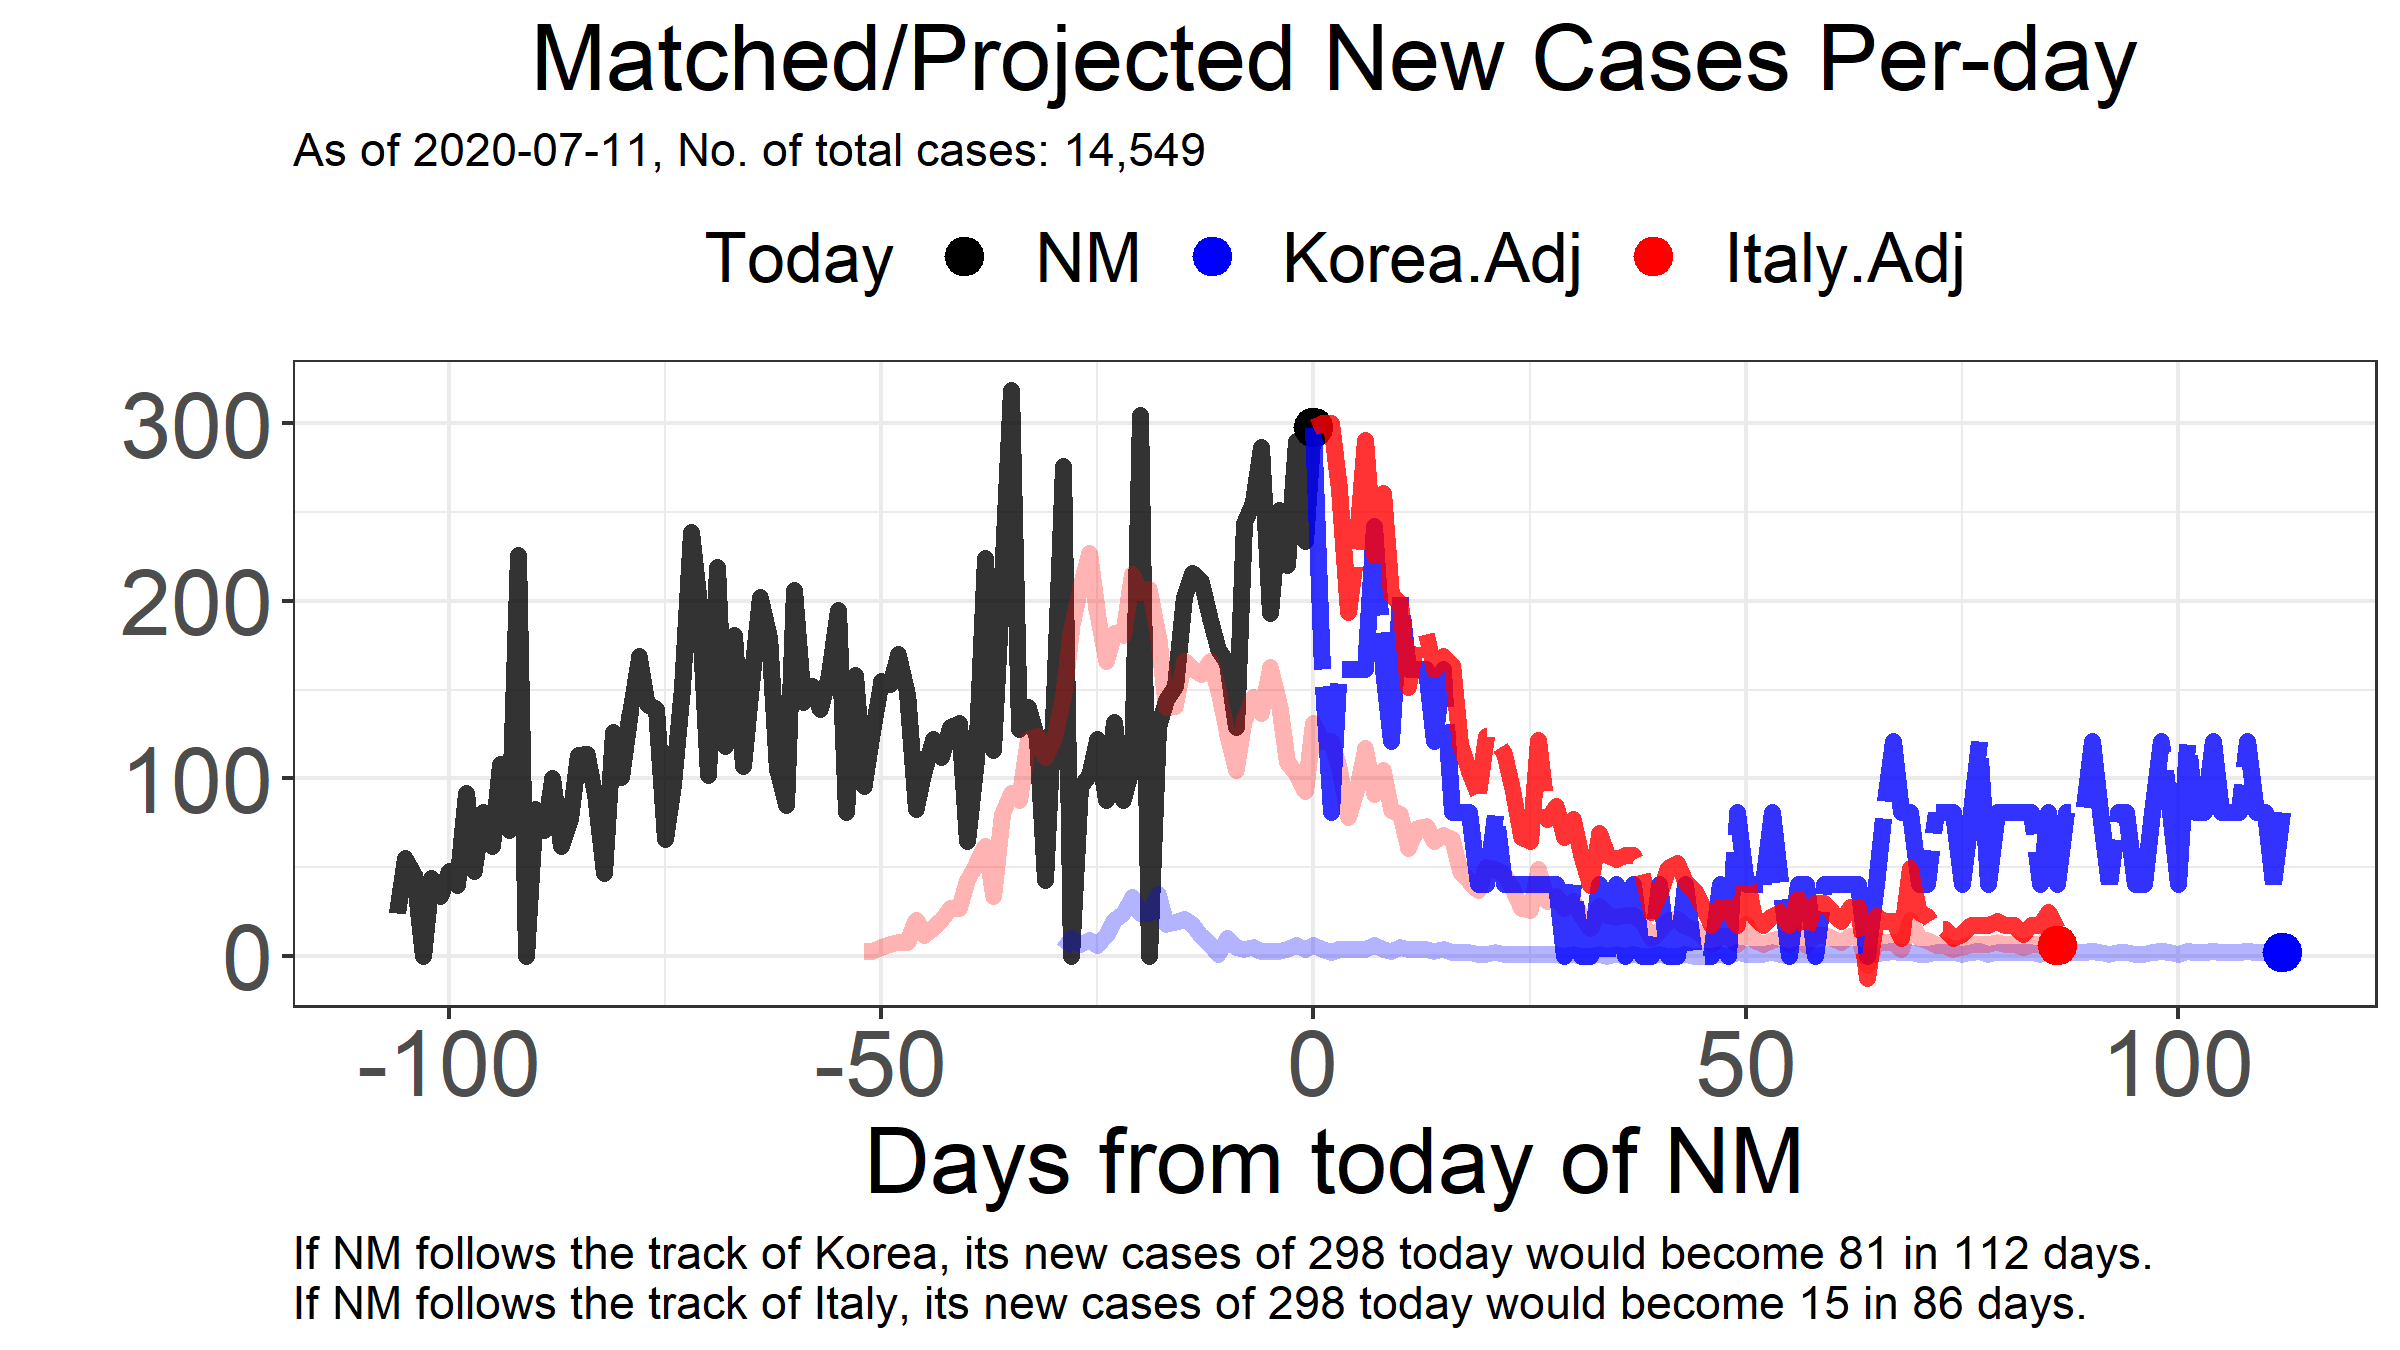 Matched/Projected New Cases Per-day
As of 2020-07-11, No. of total cases: 14,549
Today NM Korea.Adj Italy.Adj
300
200
100
0
-100 -50 0 50 100
Days from today of NM
If NM follows the track of Korea, its new cases of 298 today would become 81 in 112 days.
If NM follows the track of Italy, its new cases of 298 today would become 15 in 86 days.